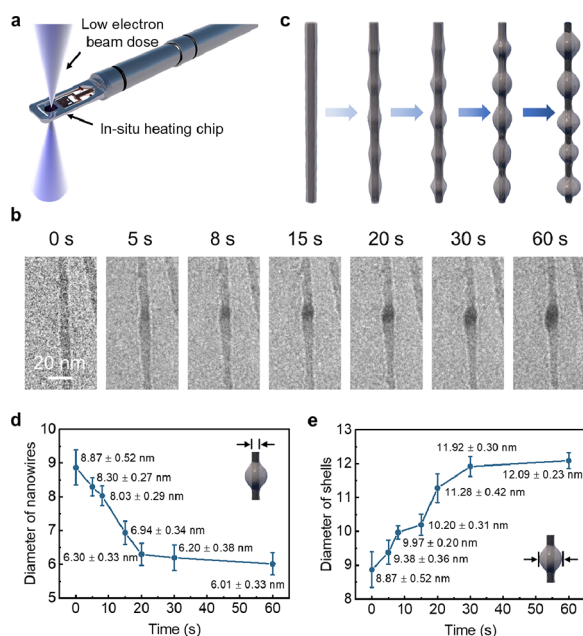 a
Low electron
beam dose
In-situ heating chip
c
b
0 s
5 s
8 s
15 s
20 s
30 s
60 s
20 nm
d
Diameter of nanowires
10
9
8
7
6
5
8.87 ± 0.52 nm
8.30 ± 0.27 nm
8.03 ± 0.29 nm
6.94 ± 0.34 nm
6.30 ± 0.33 nm
6.20 ± 0.38 nm
6.01 ± 0.33 nm
0 10 20 30 40 50 60
Time (s)
e
Diameter of shells
13
12
11
10
9
8
11.92 ± 0.30 nm
12.09 ± 0.23 nm
11.28 ± 0.42 nm
10.20 ± 0.31 nm
9.97 ± 0.20 nm
9.38 ± 0.36 nm
8.87 ± 0.52 nm
0 10 20 30 40 50 60
Time (s)